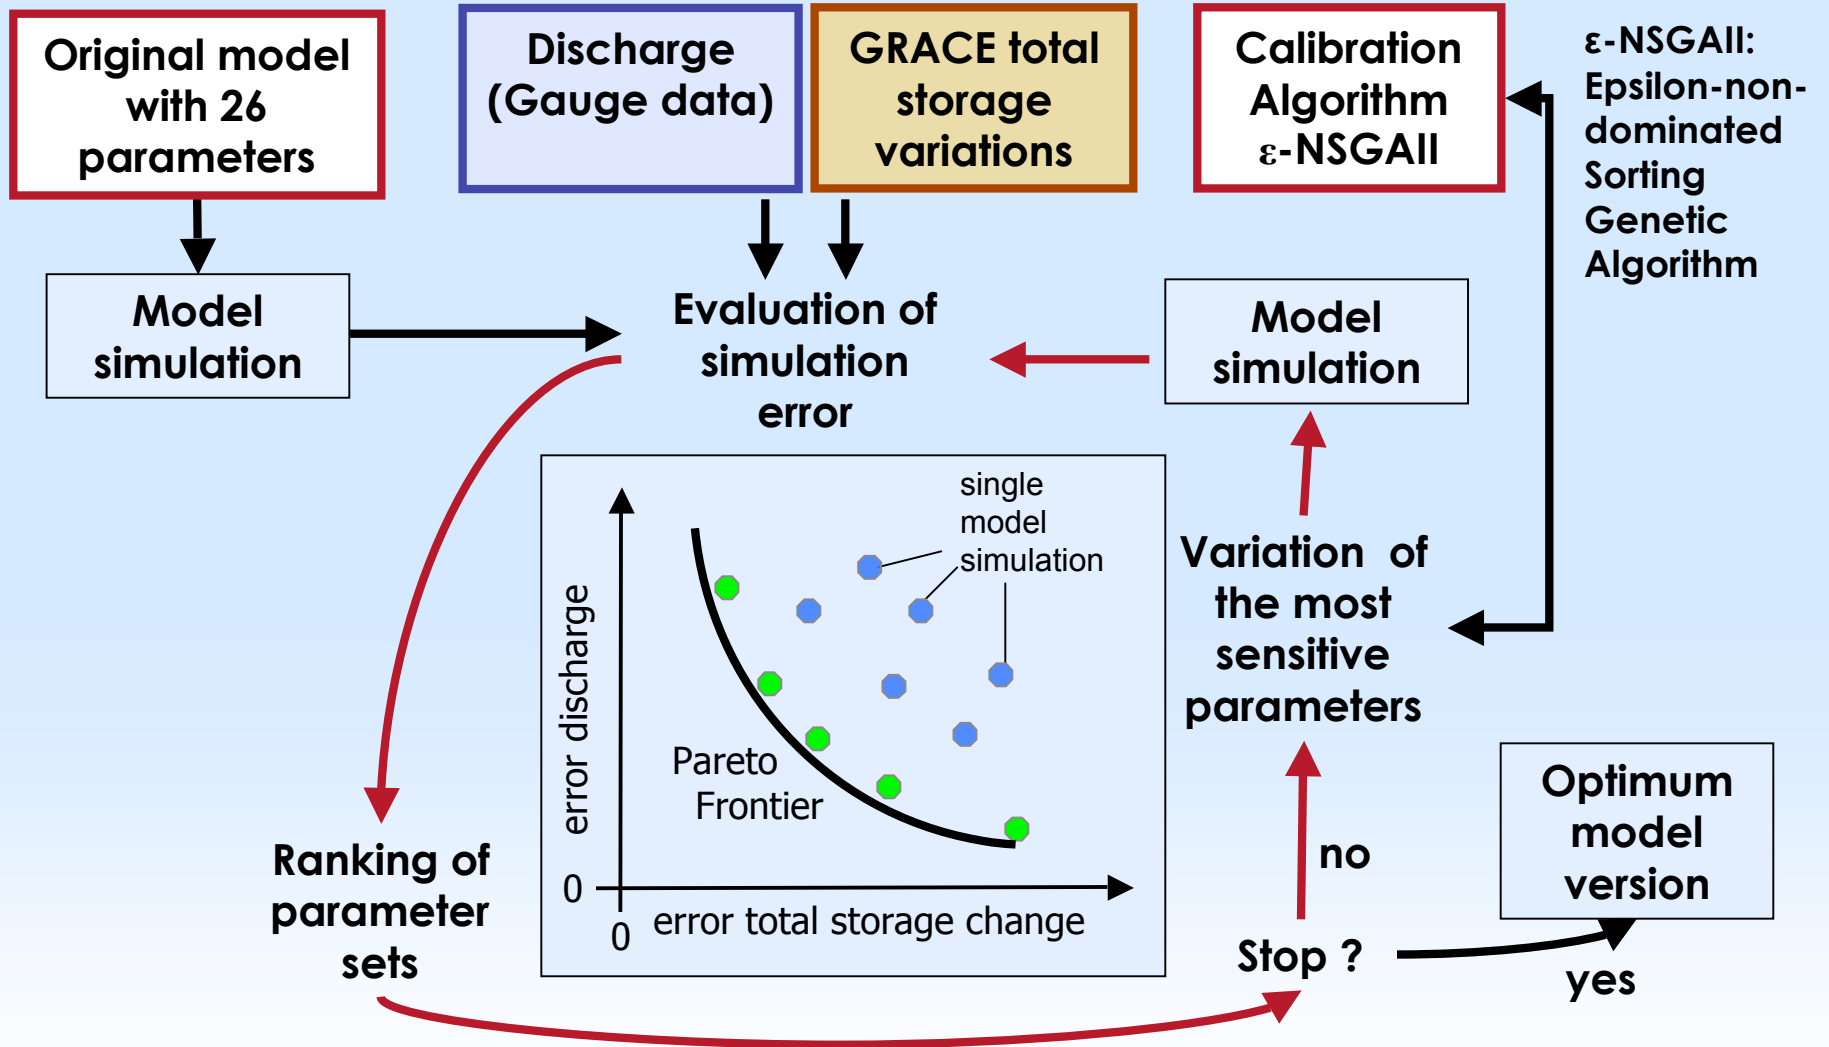 Original model
with 26
parameters
Discharge
(Gauge data)
GRACE total
storage
variations
Calibration
Algorithm
ε-NSGAII
ε-NSGAII:
Epsilon-non-
dominated
Sorting
Genetic
Algorithm
Model
simulation
Evaluation of
simulation
error
Model
simulation
single
model
simulation
error discharge
Pareto
Frontier
0
0
error total storage change
Variation of
the most
sensitive
parameters
Ranking of
parameter
sets
no
Stop ?
yes
Optimum
model
version